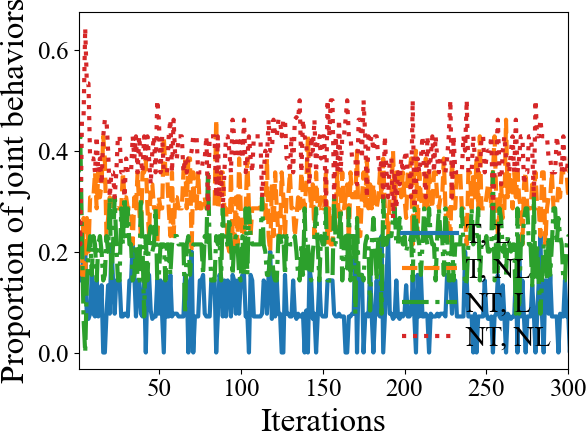 Proportion of joint behaviors
0.6
0.4
0.2
0.0
T, L
T, NL
NT, L
NT, NL
50
100
150
200
250
300
Iterations